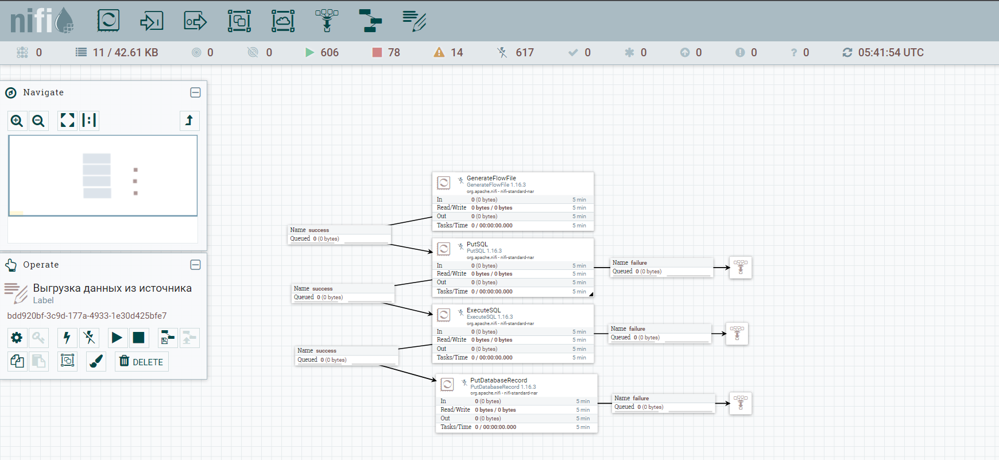 nifi
0 11 / 42.61 KB 0 0 606 78 14 617 0 0 0 0 ? 0 05:41:54 UTC
Navigate
Operate
Выгрузка данных из источника
Label
bdd920bf-3c9d-177a-4933-1e30d425bfe7
DELETE
GenerateFlowFile
GenerateFlowFile 1.16.3
org.apache.nifi - nifi-standard-nar
In 0 (0 bytes) 5 min
Read/Write 0 bytes / 0 bytes 5 min
Out 0 (0 bytes) 5 min
Tasks/Time 0 / 00:00:00.000 5 min
Name success
Queued 0 (0 bytes)
PutSQL
PutSQL 1.16.3
org.apache.nifi - nifi-standard-nar
In 0 (0 bytes) 5 min
Read/Write 0 bytes / 0 bytes 5 min
Out 0 (0 bytes) 5 min
Tasks/Time 0 / 00:00:00.000 5 min
Name failure
Queued 0 (0 bytes)
Name success
Queued 0 (0 bytes)
ExecuteSQL
ExecuteSQL 1.16.3
org.apache.nifi - nifi-standard-nar
In 0 (0 bytes) 5 min
Read/Write 0 bytes / 0 bytes 5 min
Out 0 (0 bytes) 5 min
Tasks/Time 0 / 00:00:00.000 5 min
Name failure
Queued 0 (0 bytes)
Name success
Queued 0 (0 bytes)
PutDatabaseRecord
PutDatabaseRecord 1.16.3
org.apache.nifi - nifi-standard-nar
In 0 (0 bytes) 5 min
Read/Write 0 bytes / 0 bytes 5 min
Out 0 (0 bytes) 5 min
Tasks/Time 0 / 00:00:00.000 5 min
Name failure
Queued 0 (0 bytes)